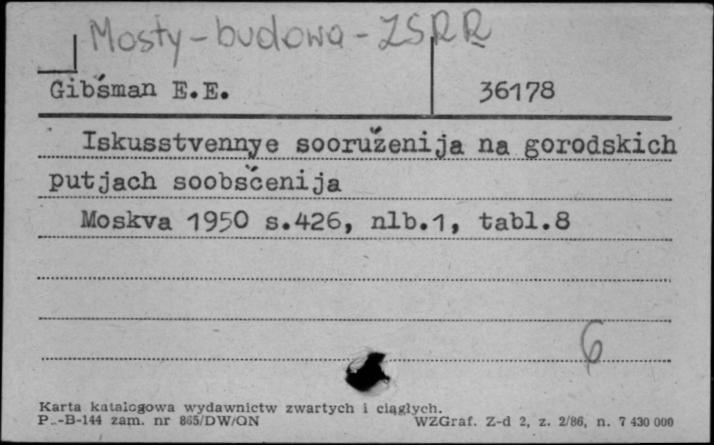 Mosty - budowa - ZSRR
Gibśman E.E. 36178
Iskusstvennye sooruženija na gorodskich
putjach soobščenija
Moskva 1950 s.426, nlb.1, tabl.8
6
Karta katalogowa wydawnictw zwartych i ciągłych.
P..-B-144 zam. nr 865/DW/ON WZGraf. Z-d 2, z. 2/86, n. 7 430 000